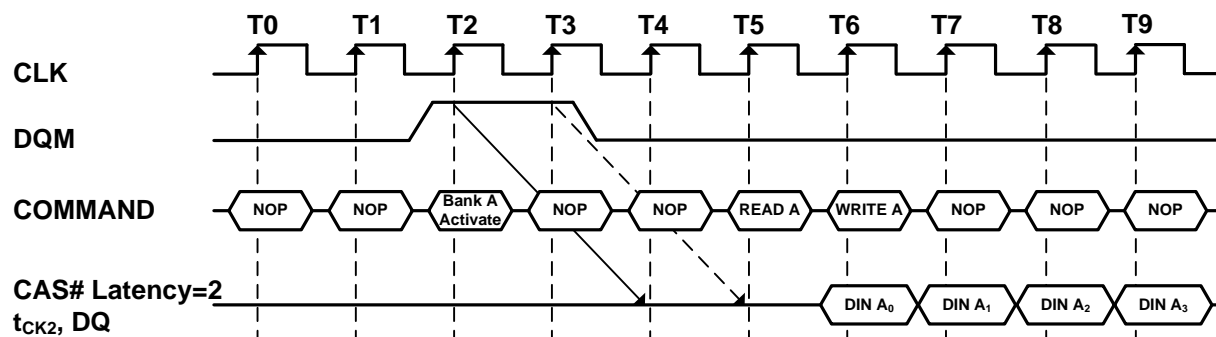 T0 T1 T2 T3 T4 T5 T6 T7 T8 T9
CLK
DQM
COMMAND NOP NOP Bank A Activate NOP NOP READ A WRITE A NOP NOP NOP
CAS# Latency=2
tCK2, DQ DIN A0 DIN A1 DIN A2 DIN A3